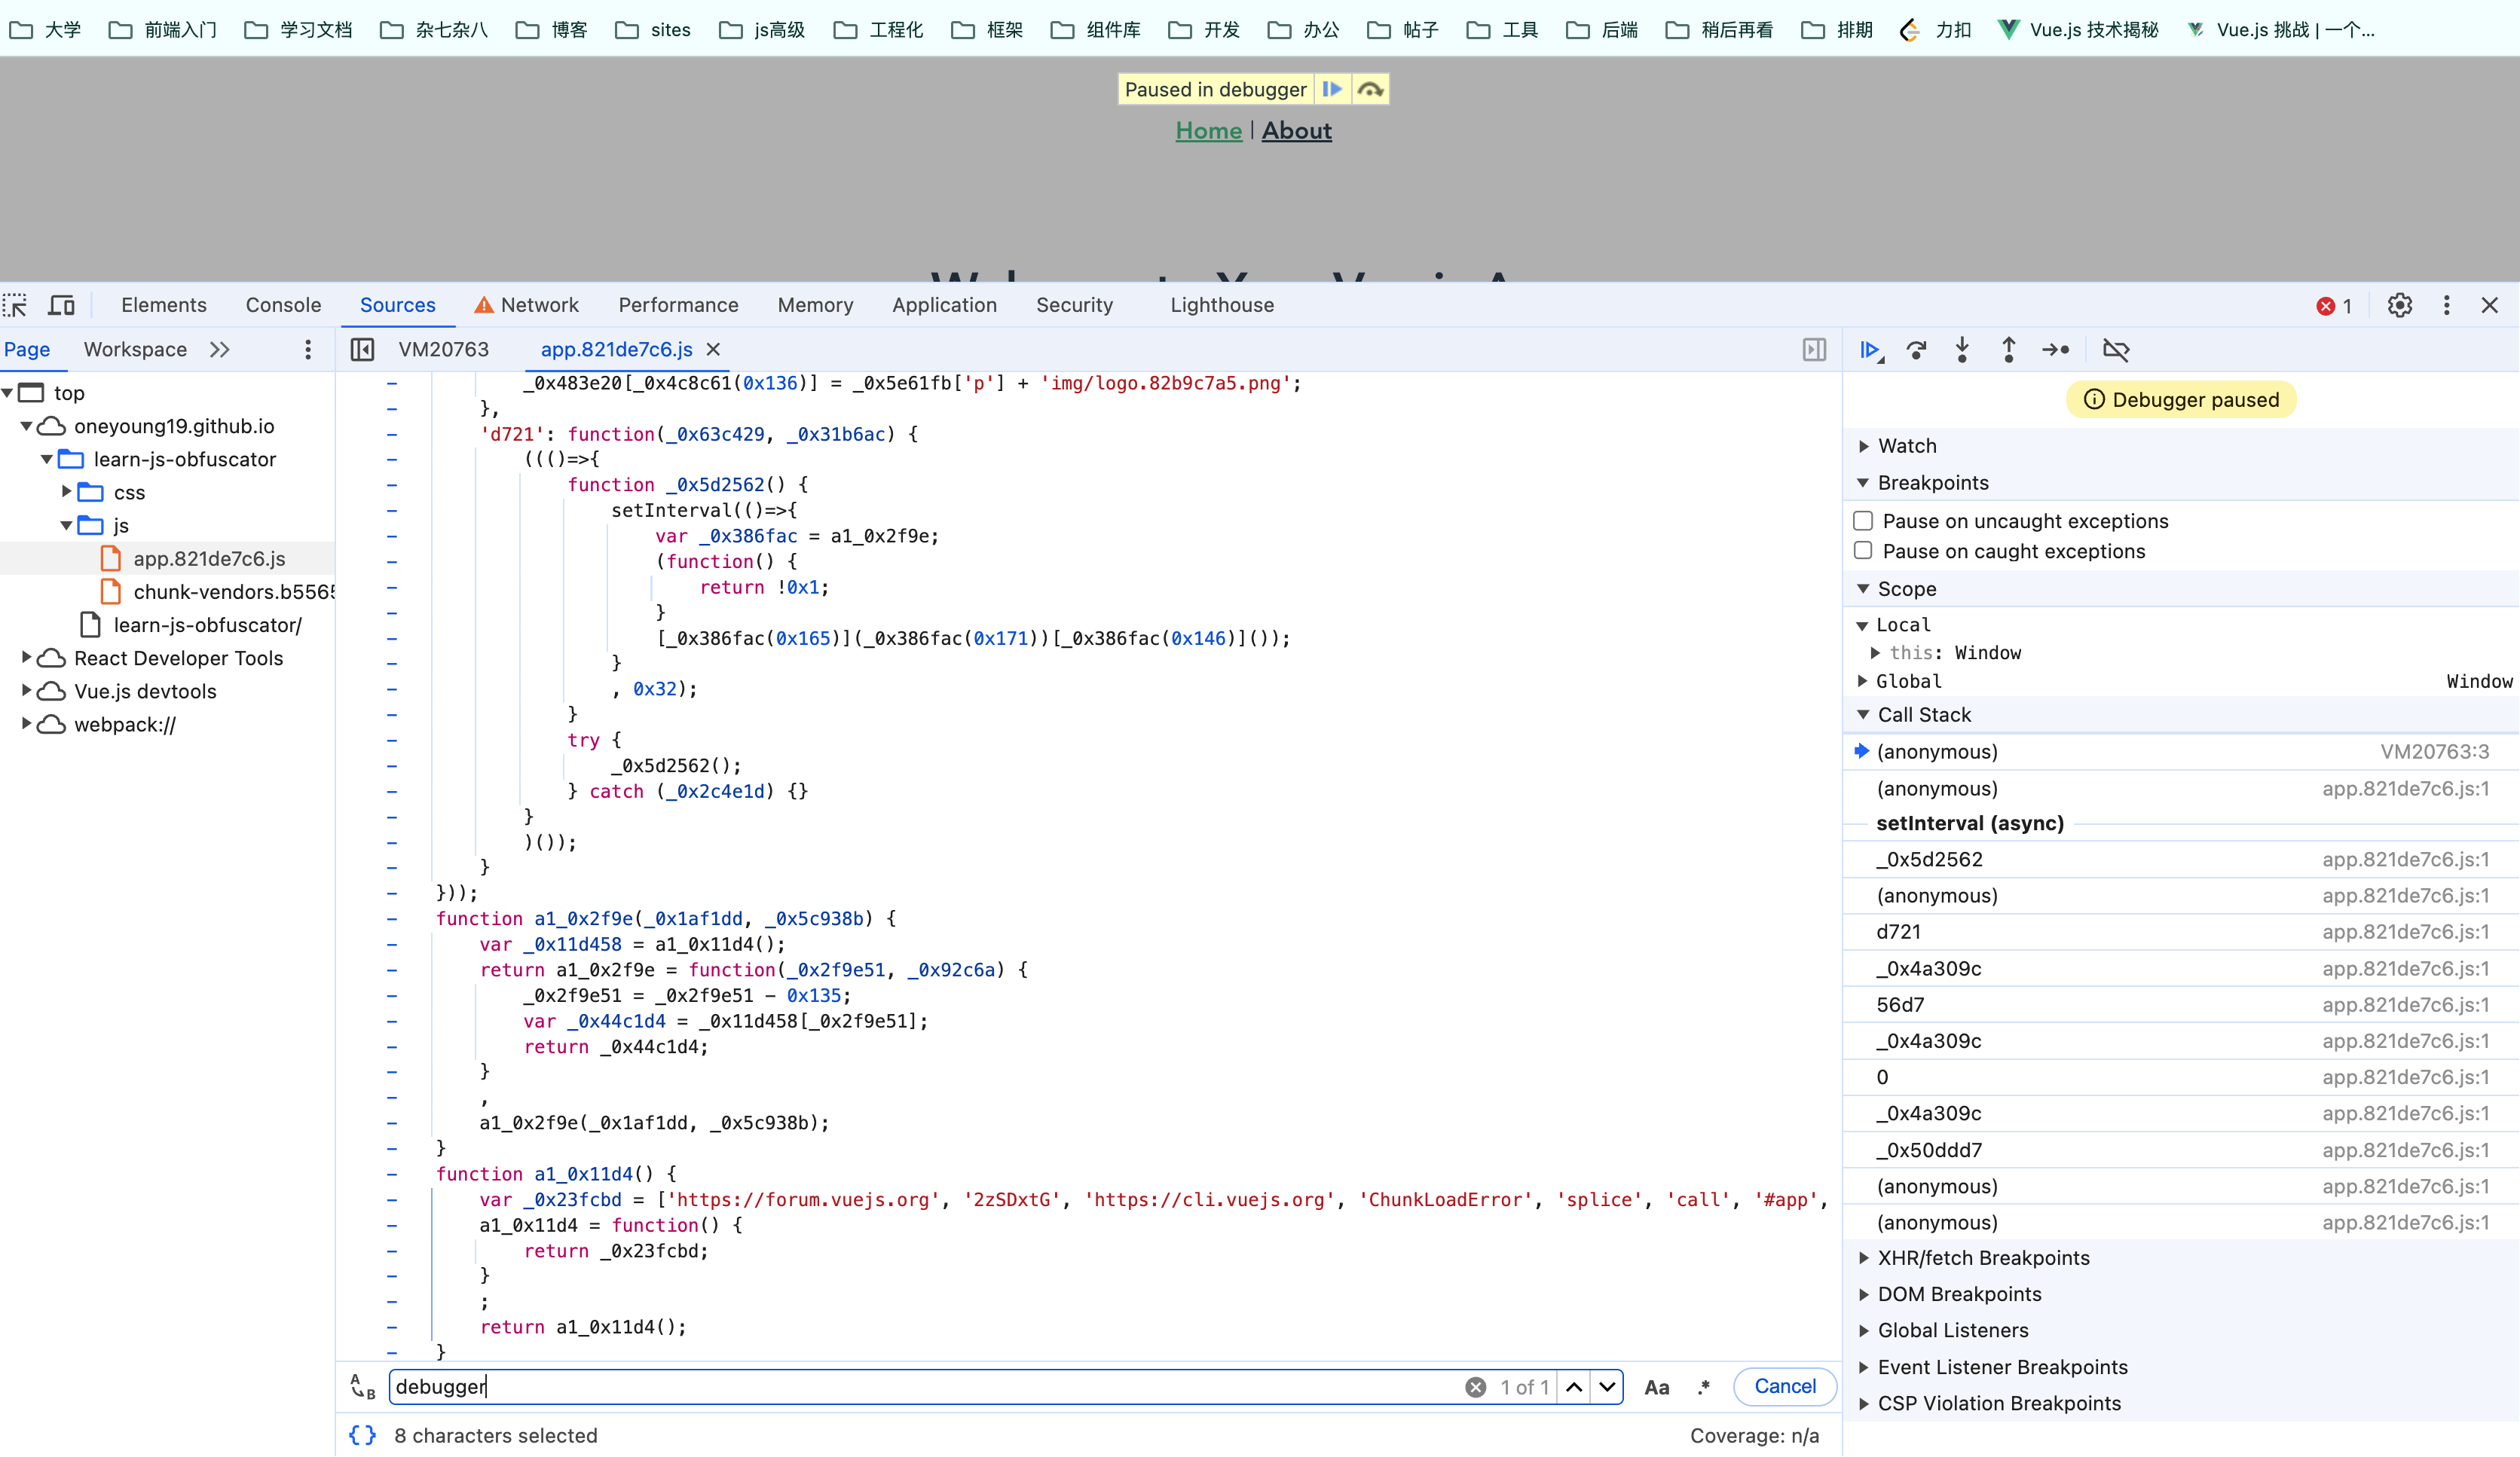 大学 前端入门 学习文档 杂七杂八 博客 sites js高级 工程化 框架 组件库 开发 办公 帖子 工具 后端 稍后再看 排期 力扣 Vue.js 技术揭秘 Vue.js 挑战 | 一个...
Paused in debugger
Home | About
Elements Console Sources Network Performance Memory Application Security Lighthouse 1
Page Workspace
VM20763 app.821de7c6.js
top
oneyoung19.github.io
learn-js-obfuscator
css
js
app.821de7c6.js
chunk-vendors.b5565
learn-js-obfuscator/
React Developer Tools
Vue.js devtools
webpack://
_0x483e20[_0x4c8c61(0x136)] = _0x5e61fb['p'] + 'img/logo.82b9c7a5.png';
},
'd721': function(_0x63c429, _0x31b6ac) {
((()=>{
function _0x5d2562() {
setInterval(()=>{
var _0x386fac = a1_0x2f9e;
(function() {
return !0x1;
}
[_0x386fac(0x165)](_0x386fac(0x171))[_0x386fac(0x146)]());
}
, 0x32);
}
try {
_0x5d2562();
} catch (_0x2c4e1d) {}
}
)());
}
}));
function a1_0x2f9e(_0x1af1dd, _0x5c938b) {
var _0x11d458 = a1_0x11d4();
return a1_0x2f9e = function(_0x2f9e51, _0x92c6a) {
_0x2f9e51 = _0x2f9e51 - 0x135;
var _0x44c1d4 = _0x11d458[_0x2f9e51];
return _0x44c1d4;
}
,
a1_0x2f9e(_0x1af1dd, _0x5c938b);
}
function a1_0x11d4() {
var _0x23fcbd = ['https://forum.vuejs.org', '2zSDxtG', 'https://cli.vuejs.org', 'ChunkLoadError', 'splice', 'call', '#app',
a1_0x11d4 = function() {
return _0x23fcbd;
}
;
return a1_0x11d4();
}
debugger 1 of 1 Aa .* Cancel
{} 8 characters selected Coverage: n/a
Debugger paused
Watch
Breakpoints
Pause on uncaught exceptions
Pause on caught exceptions
Scope
Local
this: Window
Global Window
Call Stack
(anonymous) VM20763:3
(anonymous) app.821de7c6.js:1
setInterval (async)
_0x5d2562 app.821de7c6.js:1
(anonymous) app.821de7c6.js:1
d721 app.821de7c6.js:1
_0x4a309c app.821de7c6.js:1
56d7 app.821de7c6.js:1
_0x4a309c app.821de7c6.js:1
0 app.821de7c6.js:1
_0x4a309c app.821de7c6.js:1
_0x50ddd7 app.821de7c6.js:1
(anonymous) app.821de7c6.js:1
(anonymous) app.821de7c6.js:1
XHR/fetch Breakpoints
DOM Breakpoints
Global Listeners
Event Listener Breakpoints
CSP Violation Breakpoints